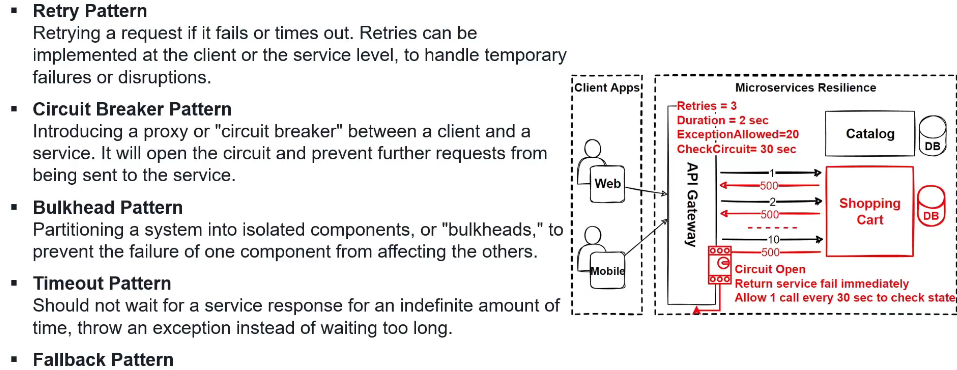 ▪ Retry Pattern
Retrying a request if it fails or times out. Retries can be
implemented at the client or the service level, to handle temporary
failures or disruptions.
▪ Circuit Breaker Pattern
Introducing a proxy or "circuit breaker" between a client and a
service. It will open the circuit and prevent further requests from
being sent to the service.
▪ Bulkhead Pattern
Partitioning a system into isolated components, or "bulkheads," to
prevent the failure of one component from affecting the others.
▪ Timeout Pattern
Should not wait for a service response for an indefinite amount of
time, throw an exception instead of waiting too long.
▪ Fallback Pattern
Client Apps
Web
Mobile
Microservices Resilience
Retries = 3
Duration = 2 sec
ExceptionAllowed=20
CheckCircuit= 30 sec
API Gateway
1
500
2
500
10
500
Catalog
DB
Shopping
Cart
DB
Circuit Open
Return service fail immediately
Allow 1 call every 30 sec to check state